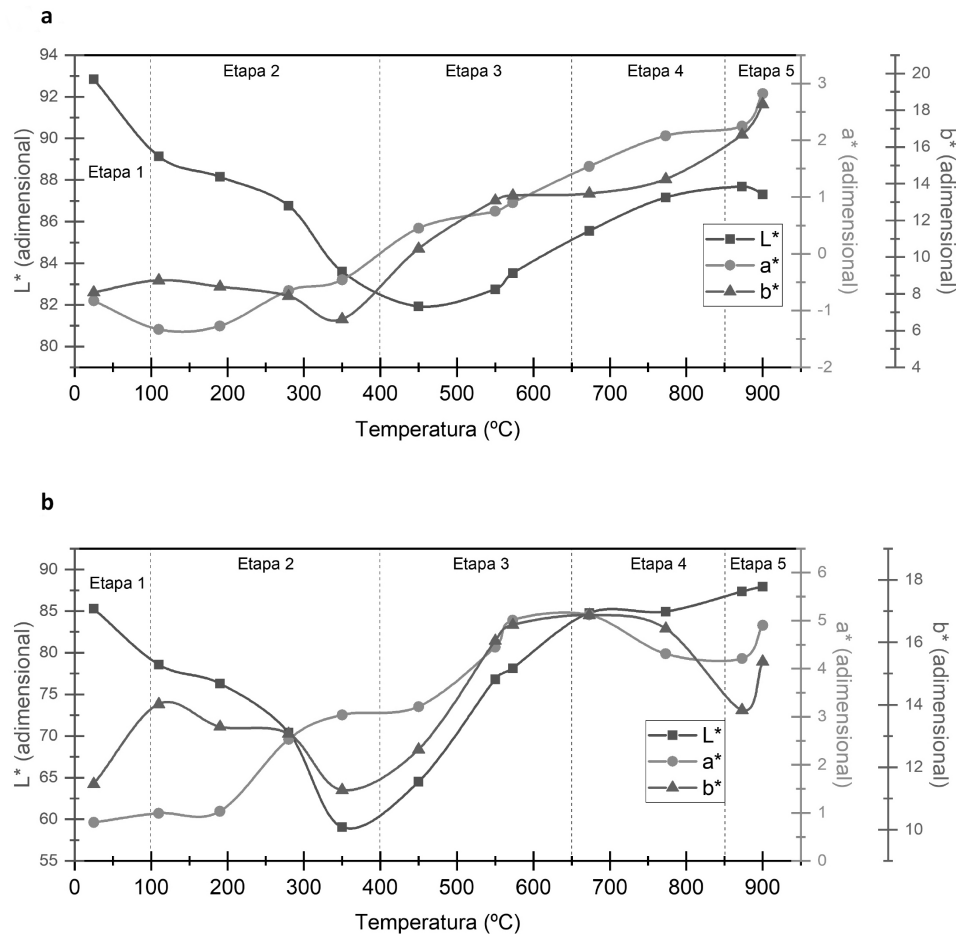 a
Etapa 1
Etapa 2
Etapa 3
Etapa 4
Etapa 5
94
92
90
88
86
84
82
80
L* (adimensional)
3
2
1
0
-1
-2
a* (adimensional)
20
18
16
14
12
10
8
6
4
b* (adimensional)
L*
a*
b*
0 100 200 300 400 500 600 700 800 900
Temperatura (ºC)
b
Etapa 1
Etapa 2
Etapa 3
Etapa 4
Etapa 5
90
85
80
75
70
65
60
55
L* (adimensional)
6
5
4
3
2
1
0
a* (adimensional)
18
16
14
12
10
b* (adimensional)
L*
a*
b*
0 100 200 300 400 500 600 700 800 900
Temperatura (ºC)